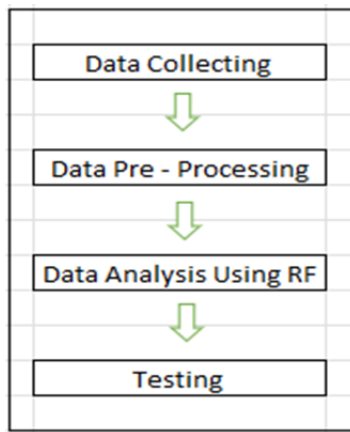 Data Collecting
Data Pre - Processing
Data Analysis Using RF
Testing